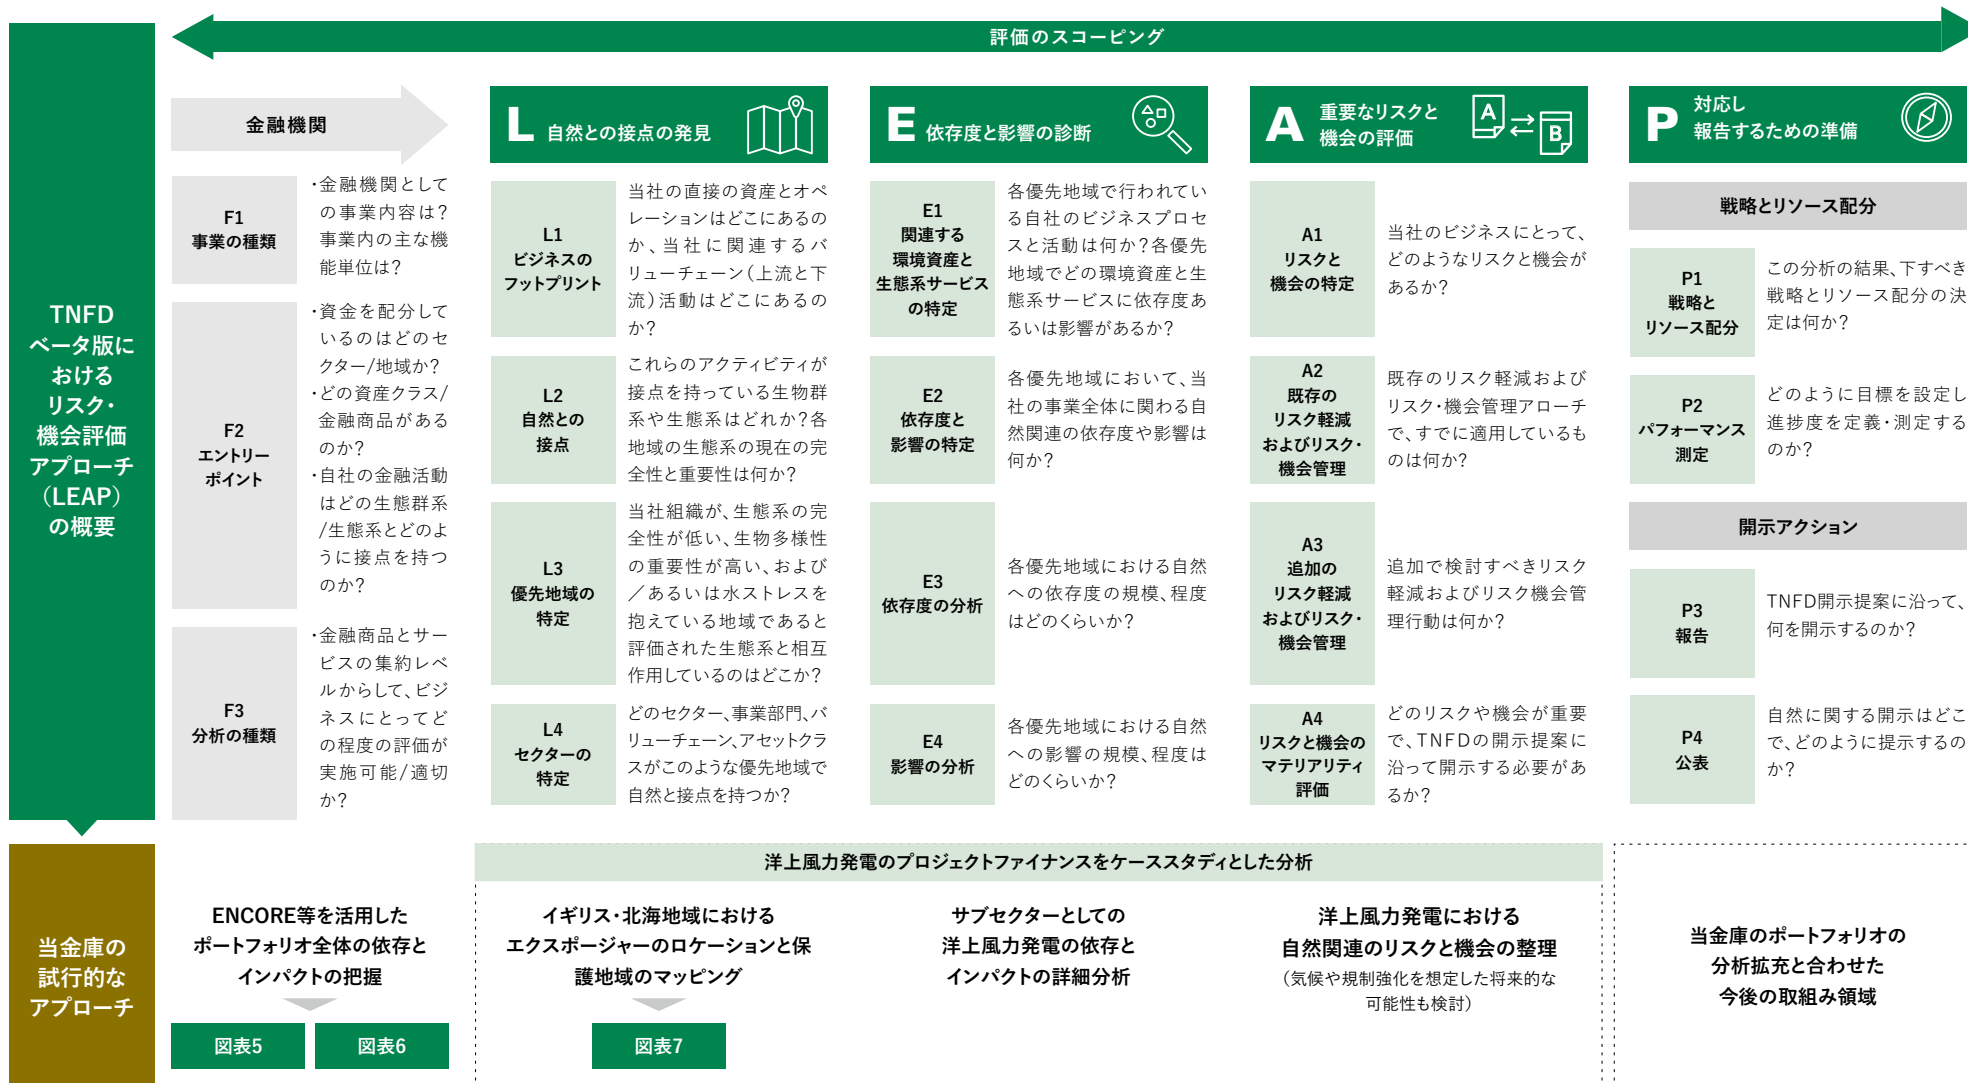 評価のスコーピング
TNFD
ベータ版に
おける
リスク・
機会評価
アプローチ
（LEAP）
の概要
金融機関
F1
事業の種類
・金融機関として
の事業内容は？
事業内の主な機
能単位は？
F2
エントリー
ポイント
・資金を配分して
いるのはどのセ
クター/地域か？
・どの資産クラス/
金融商品がある
のか？
・自社の金融活動
はどの生態群系
/生態系とどのよ
うに接点を持つ
のか？
F3
分析の種類
・金融商品とサー
ビスの集約レベ
ルからして、ビジ
ネスにとってど
の程度の評価が
実施可能/適切
か？
L 自然との接点の発見
L1
ビジネスの
フットプリント
当社の直接の資産とオペ
レーションはどこにあるの
か、当社に関連するバ
リューチェーン（上流と下
流）活動はどこにあるの
か？
L2
自然との
接点
これらのアクティビティが
接点を持っている生物群
系や生態系はどれか？各
地域の生態系の現在の完
全性と重要性は何か？
L3
優先地域の
特定
当社組織が、生態系の完
全性が低い、生物多様性
の重要性が高い、および
／あるいは水ストレスを
抱えている地域であると
評価された生態系と相互
作用しているのはどこか？
L4
セクターの
特定
どのセクター、事業部門、バ
リューチェーン、アセットクラ
スがこのような優先地域で
自然と接点を持つか？
E 依存度と影響の診断
E1
関連する
環境資産と
生態系サービス
の特定
各優先地域で行われてい
る自社のビジネスプロセ
スと活動は何か？各優先
地域でどの環境資産と生
態系サービスに依存度あ
るいは影響があるか？
E2
依存度と
影響の特定
各優先地域において、当
社の事業全体に関わる自
然関連の依存度や影響は
何か？
E3
依存度の分析
各優先地域における自然
への依存度の規模、程度
はどのくらいか？
E4
影響の分析
各優先地域における自然
への影響の規模、程度は
どのくらいか？
A 重要なリスクと
機会の評価
A
B
A1
リスクと
機会の特定
当社のビジネスにとって、
どのようなリスクと機会が
あるか？
A2
既存の
リスク軽減
およびリスク・
機会管理
既存のリスク軽減および
リスク・機会管理アローチ
で、すでに適用しているも
のは何か？
A3
追加の
リスク軽減
およびリスク・
機会管理
追加で検討すべきリスク
軽減およびリスク機会管
理行動は何か？
A4
リスクと機会の
マテリアリティ
評価
どのリスクや機会が重要
で、TNFDの開示提案に
沿って開示する必要があ
るか？
P 対応し
報告するための準備
戦略とリソース配分
P1
戦略と
リソース配分
この分析の結果、下すべき
戦略とリソース配分の決
定は何か？
P2
パフォーマンス
測定
どのように目標を設定し
進捗度を定義・測定する
のか？
開示アクション
P3
報告
TNFD開示提案に沿って、
何を開示するのか？
P4
公表
自然に関する開示はどこ
で、どのように提示するの
か？
当金庫の
試行的な
アプローチ
ENCORE等を活用した
ポートフォリオ全体の依存と
インパクトの把握
図表5
図表6
洋上風力発電のプロジェクトファイナンスをケーススタディとした分析
イギリス・北海地域における
エクスポージャーのロケーションと保
護地域のマッピング
図表7
サブセクターとしての
洋上風力発電の依存と
インパクトの詳細分析
洋上風力発電における
自然関連のリスクと機会の整理
（気候や規制強化を想定した将来的な
可能性も検討）
当金庫のポートフォリオの
分析拡充と合わせた
今後の取組み領域